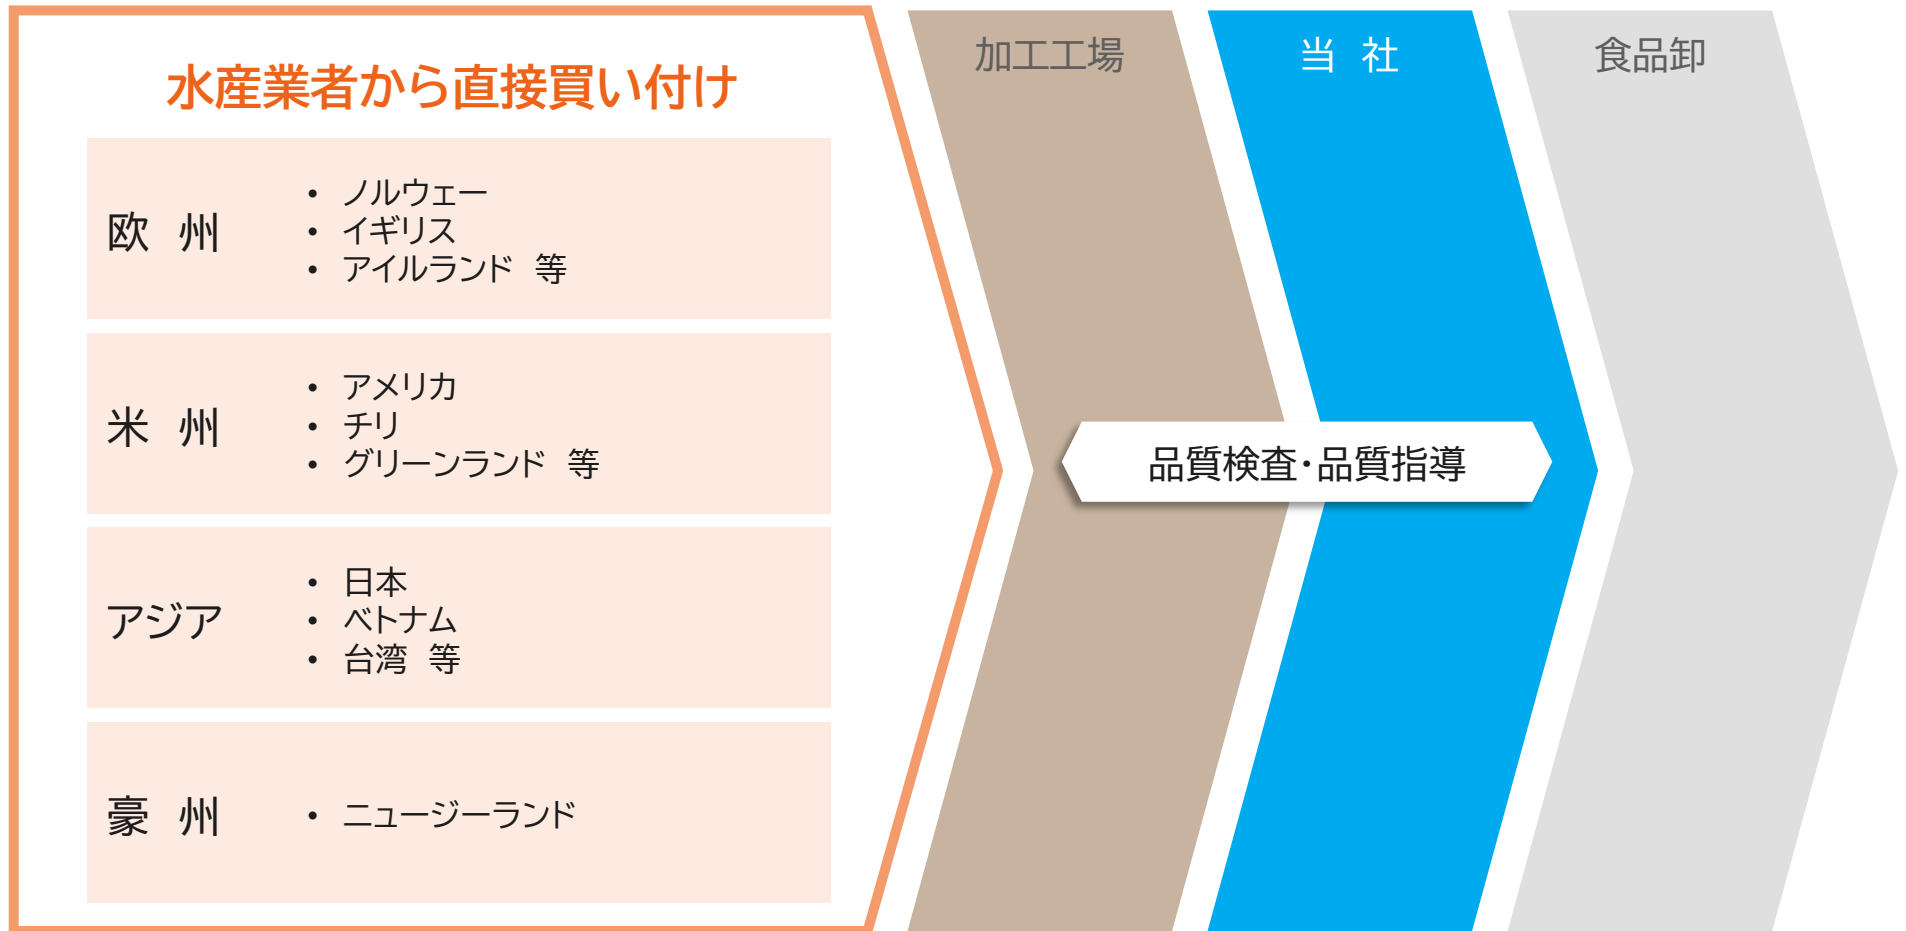 水産業者から直接買い付け
欧　州
• ノルウェー
• イギリス
• アイルランド　等
米　州
• アメリカ
• チリ
• グリーンランド　等
アジア
• 日本
• ベトナム
• 台湾　等
豪　州
• ニュージーランド
加工工場
当　社
食品卸
品質検査・品質指導